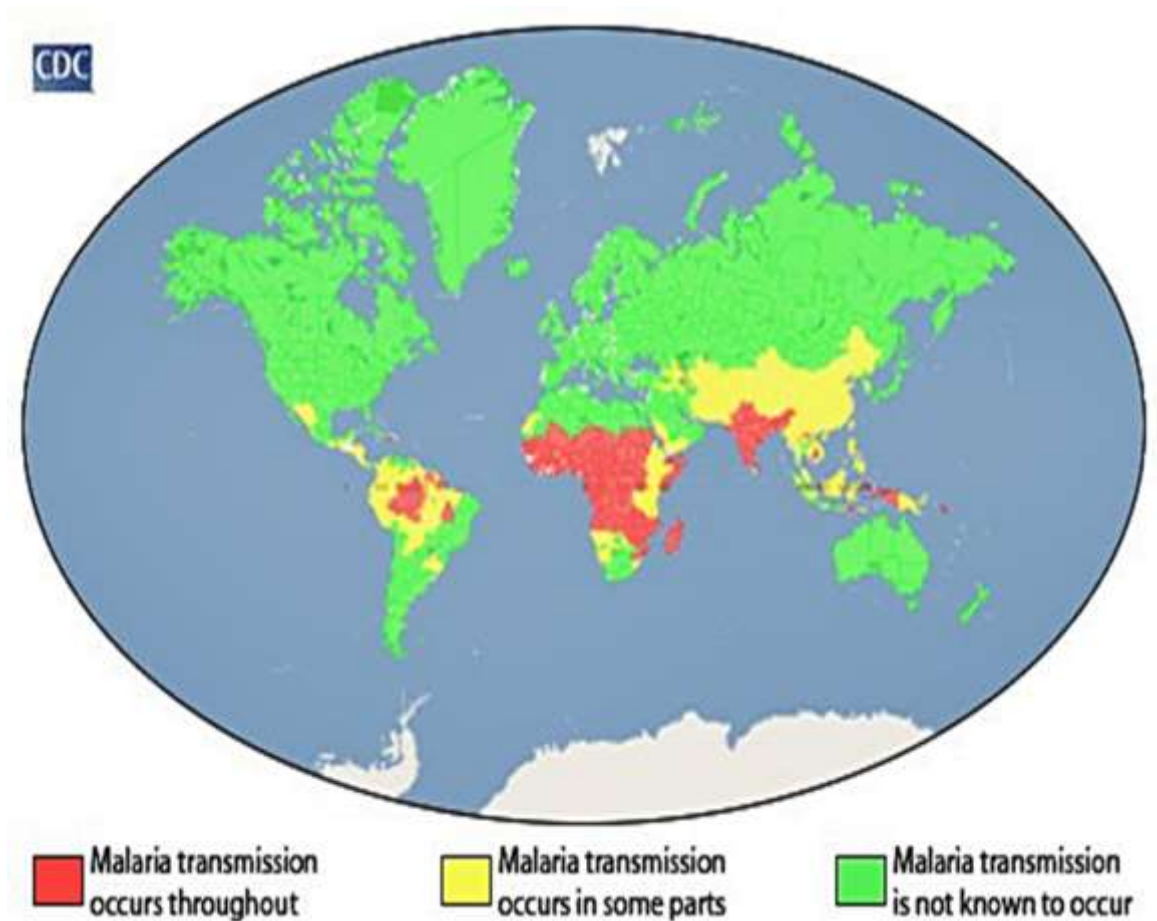 CDC
Malaria transmission
occurs throughout
Malaria transmission
occurs in some parts
Malaria transmission
is not known to occur